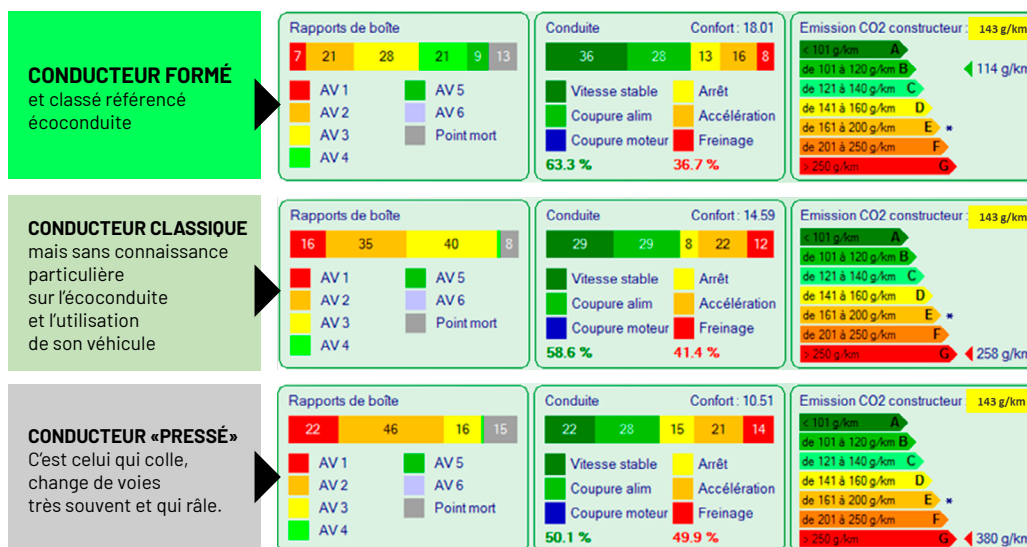 CONDUCTEUR FORMÉ
et classé référencé
écoconduite
Rapports de boîte
7 21 28 21 9 13
AV 1
AV 2
AV 3
AV 4
AV 5
AV 6
Point mort
Conduite Confort : 18.01
36 28 13 16 8
Vitesse stable
Coupure alim
Coupure moteur
Arrêt
Accélération
Freinage
63.3 % 36.7 %
Emission CO2 constructeur : 143 g/km
< 101 g/km A
de 101 à 120 g/km B
114 g/km
de 121 à 140 g/km C
de 141 à 160 g/km D
de 161 à 200 g/km E *
de 201 à 250 g/km F
> 250 g/km G
CONDUCTEUR CLASSIQUE
mais sans connaissance
particulière
sur l'écoconduite
et l'utilisation
de son véhicule
Rapports de boîte
16 35 40 8
AV 1
AV 2
AV 3
AV 4
AV 5
AV 6
Point mort
Conduite Confort : 14.59
29 29 8 22 12
Vitesse stable
Coupure alim
Coupure moteur
Arrêt
Accélération
Freinage
58.6 % 41.4 %
Emission CO2 constructeur : 143 g/km
< 101 g/km A
de 101 à 120 g/km B
de 121 à 140 g/km C
de 141 à 160 g/km D
de 161 à 200 g/km E *
de 201 à 250 g/km F
> 250 g/km G
258 g/km
CONDUCTEUR «PRESSÉ»
C'est celui qui colle,
change de voies
très souvent et qui râle.
Rapports de boîte
22 46 16 15
AV 1
AV 2
AV 3
AV 4
AV 5
AV 6
Point mort
Conduite Confort : 10.51
22 28 15 21 14
Vitesse stable
Coupure alim
Coupure moteur
Arrêt
Accélération
Freinage
50.1 % 49.9 %
Emission CO2 constructeur 143 g/km
< 101 g/km A
de 101 à 120 g/km B
de 121 à 140 g/km C
de 141 à 160 g/km D
de 161 à 200 g/km E *
de 201 à 250 g/km F
> 250 g/km G
380 g/km